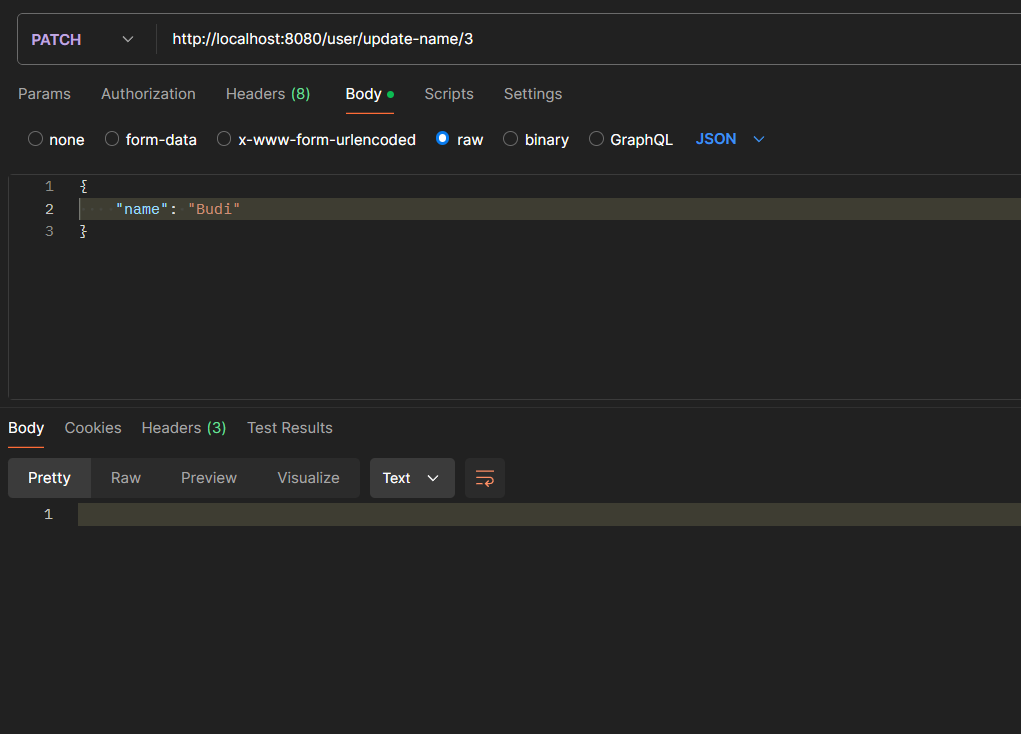 PATCH http://localhost:8080/user/update-name/3
Params Authorization Headers (8) Body Scripts Settings
none form-data x-www-form-urlencoded raw binary GraphQL JSON
1 {
2 "name": "Budi"
3 }
Body Cookies Headers (3) Test Results
Pretty Raw Preview Visualize Text
1